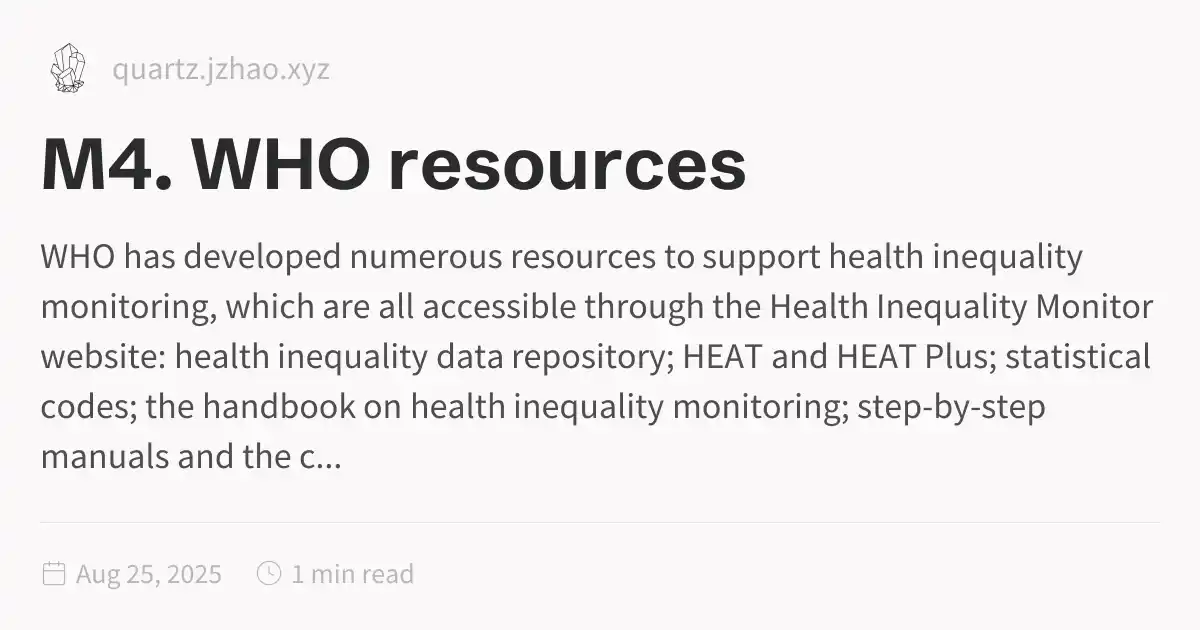 quartz.jzhao.xyz
M4. WHO resources
WHO has developed numerous resources to support health inequality
monitoring, which are all accessible through the Health Inequality Monitor
website: health inequality data repository; HEAT and HEAT Plus; statistical
codes; the handbook on health inequality monitoring; step-by-step
manuals and the c...
Aug 25, 2025 1 min read